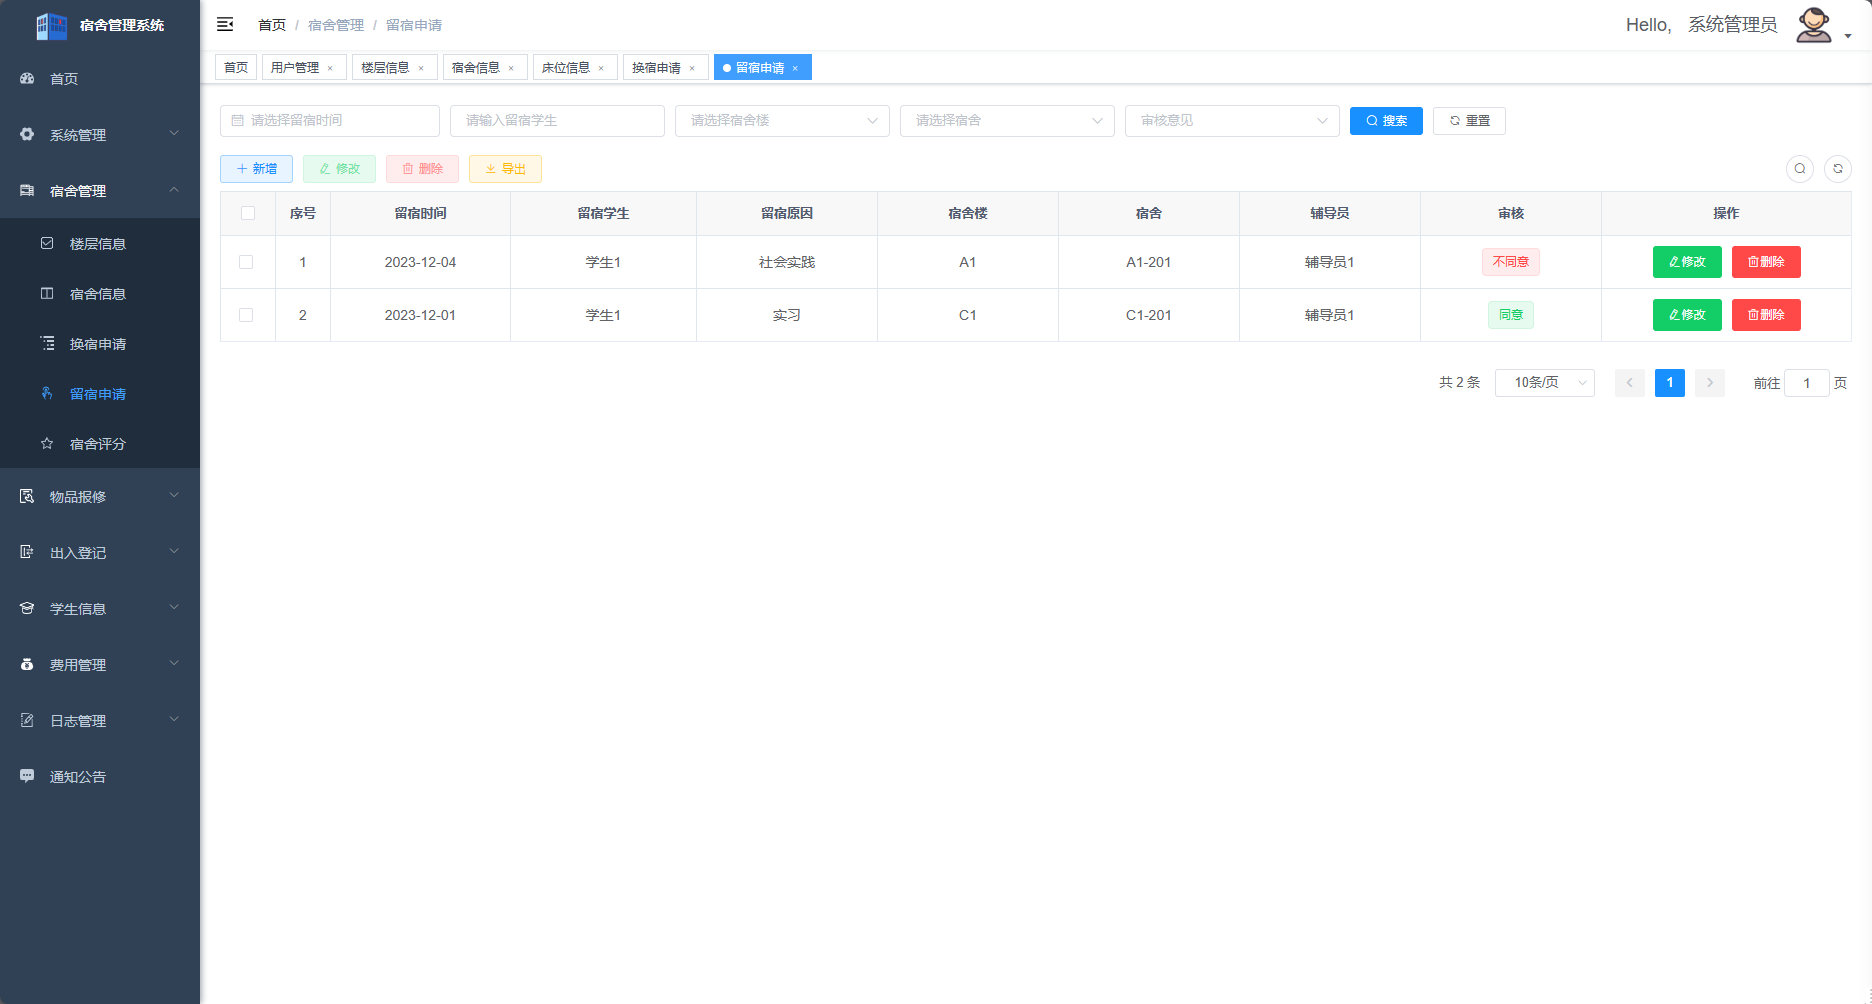 宿舍管理系统
首页
系统管理
宿舍管理
楼层信息
宿舍信息
换宿申请
留宿申请
宿舍评分
物品报修
出入登记
学生信息
费用管理
日志管理
通知公告
首页 / 宿舍管理 / 留宿申请
Hello, 系统管理员
首页 用户管理 × 楼层信息 × 宿舍信息 × 床位信息 × 换宿申请 × 留宿申请 ×
请选择留宿时间 请输入留宿学生 请选择宿舍楼 请选择宿舍 审核意见 搜索 重置
新增 修改 删除 导出
序号 留宿时间 留宿学生 留宿原因 宿舍楼 宿舍 辅导员 审核 操作
1 2023-12-04 学生1 社会实践 A1 A1-201 辅导员1 不同意 修改 删除
2 2023-12-01 学生1 实习 C1 C1-201 辅导员1 同意 修改 删除
共 2 条 10条/页 1 前往 1 页